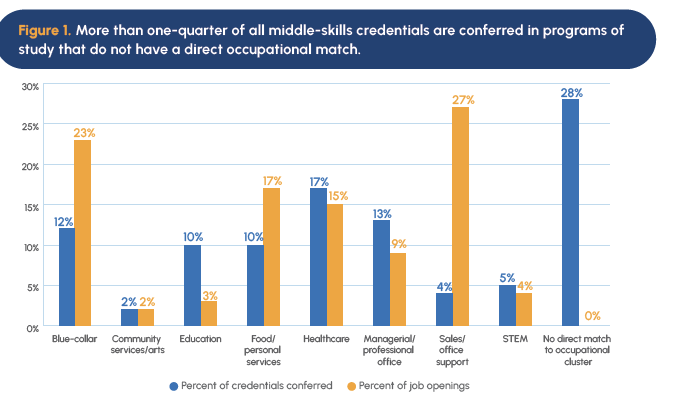 Figure 1. More than one-quarter of all middle-skills credentials are conferred in programs of
study that do not have a direct occupational match.
30%
25%
20%
15%
10%
5%
0%
12%
23%
2%
2%
10%
3%
10%
17%
17%
15%
13%
9%
4%
27%
5%
4%
28%
0%
Blue-collar
Community
services/arts
Education
Food/
personal
services
Healthcare
Managerial/
professional
office
Sales/
office
support
STEM
No direct match
to occupational
cluster
Percent of credentials conferred
Percent of job openings